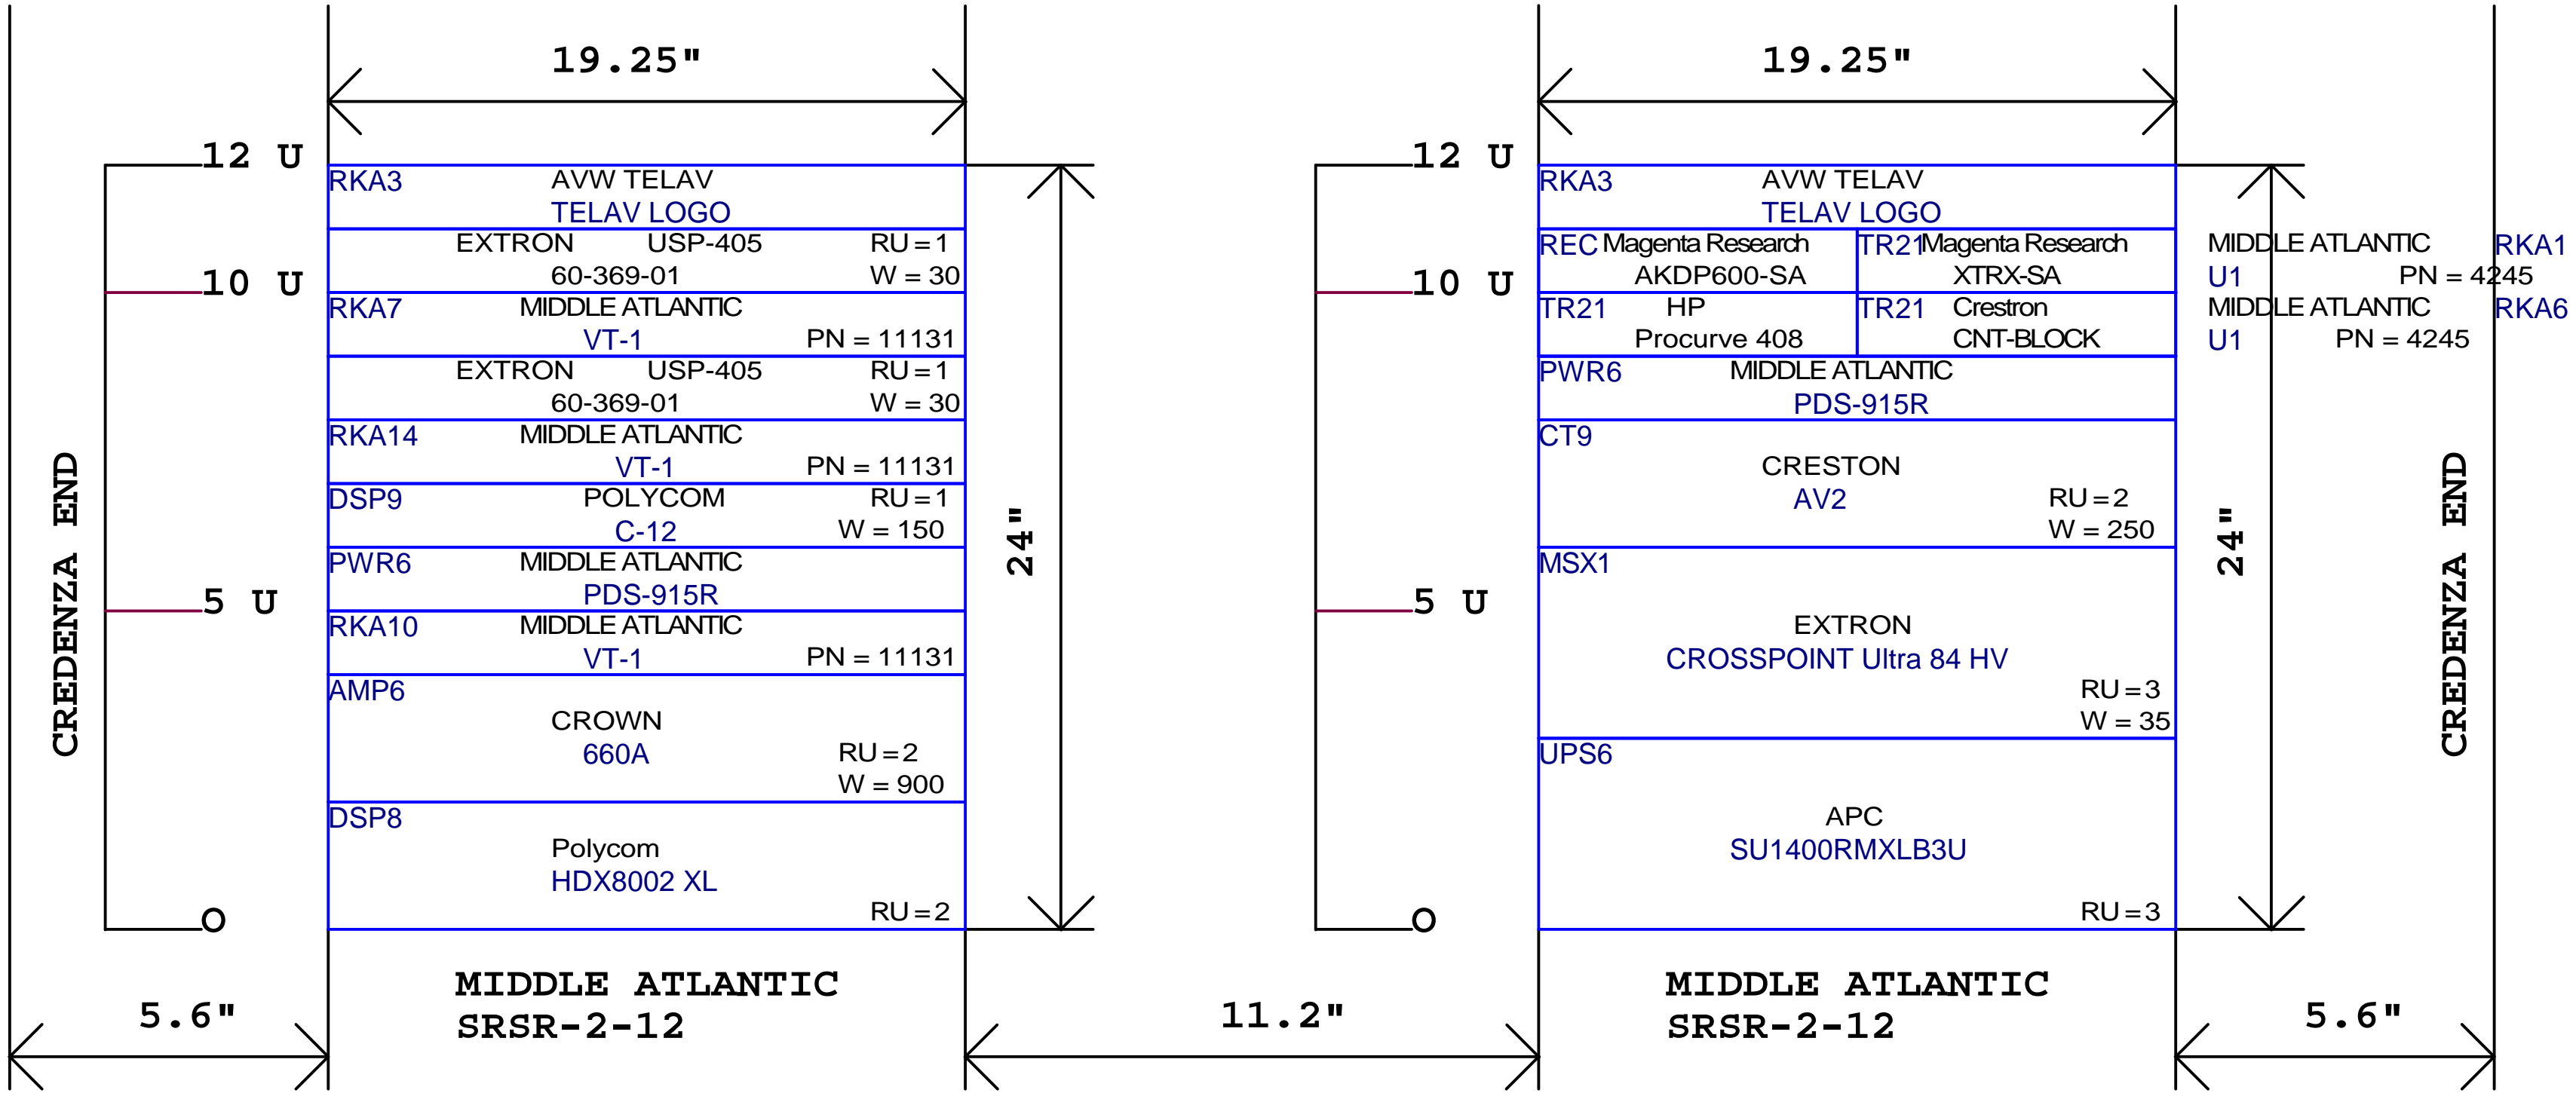 19.25"
19.25"
12 U
RKA3 AVW TELAV
TELAV LOGO
EXTRON USP-405 RU=1
60-369-01 W = 30
10 U
RKA7 MIDDLE ATLANTIC
VT-1 PN = 11131
EXTRON USP-405 RU=1
60-369-01 W = 30
RKA14 MIDDLE ATLANTIC
VT-1 PN = 11131
DSP9 POLYCOM RU=1
C-12 W = 150
PWR6 MIDDLE ATLANTIC
PDS-915R
5 U
RKA10 MIDDLE ATLANTIC
VT-1 PN = 11131
AMP6
CROWN
660A RU=2
W = 900
DSP8
Polycom
HDX8002 XL
RU=2
O
CREDENZA END
24"
MIDDLE ATLANTIC
SRSR-2-12
5.6"
11.2"
12 U
RKA3 AVW TELAV
TELAV LOGO
REC Magenta Research TR21 Magenta Research MIDDLE ATLANTIC RKA1
AKDP600-SA XTRX-SA U1 PN = 4245
10 U
TR21 HP TR21 Crestron MIDDLE ATLANTIC RKA6
Procurve 408 CNT-BLOCK U1 PN = 4245
PWR6 MIDDLE ATLANTIC
PDS-915R
CT9
CRESTON
AV2 RU=2
W = 250
MSX1
5 U
EXTRON
CROSSPOINT Ultra 84 HV
RU=3
W = 35
UPS6
APC
SU1400RMXLB3U
RU=3
O
24"
CREDENZA END
MIDDLE ATLANTIC
SRSR-2-12
5.6"